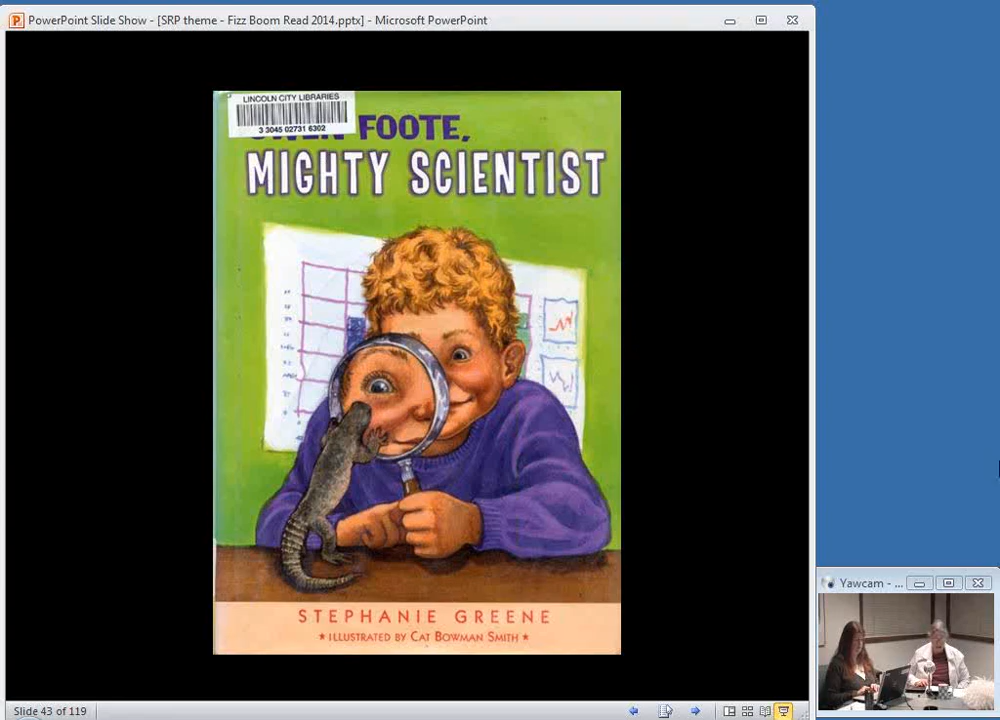 PowerPoint Slide Show - [SRP theme - Fizz Boom Read 2014.pptx] - Microsoft PowerPoint
LINCOLN CITY LIBRARIES
3 3045 02731 6302
FOOTE,
MIGHTY SCIENTIST
STEPHANIE GREENE
★ ILLUSTRATED BY CAT BOWMAN SMITH ★
Yawcam - ...
Slide 43 of 119